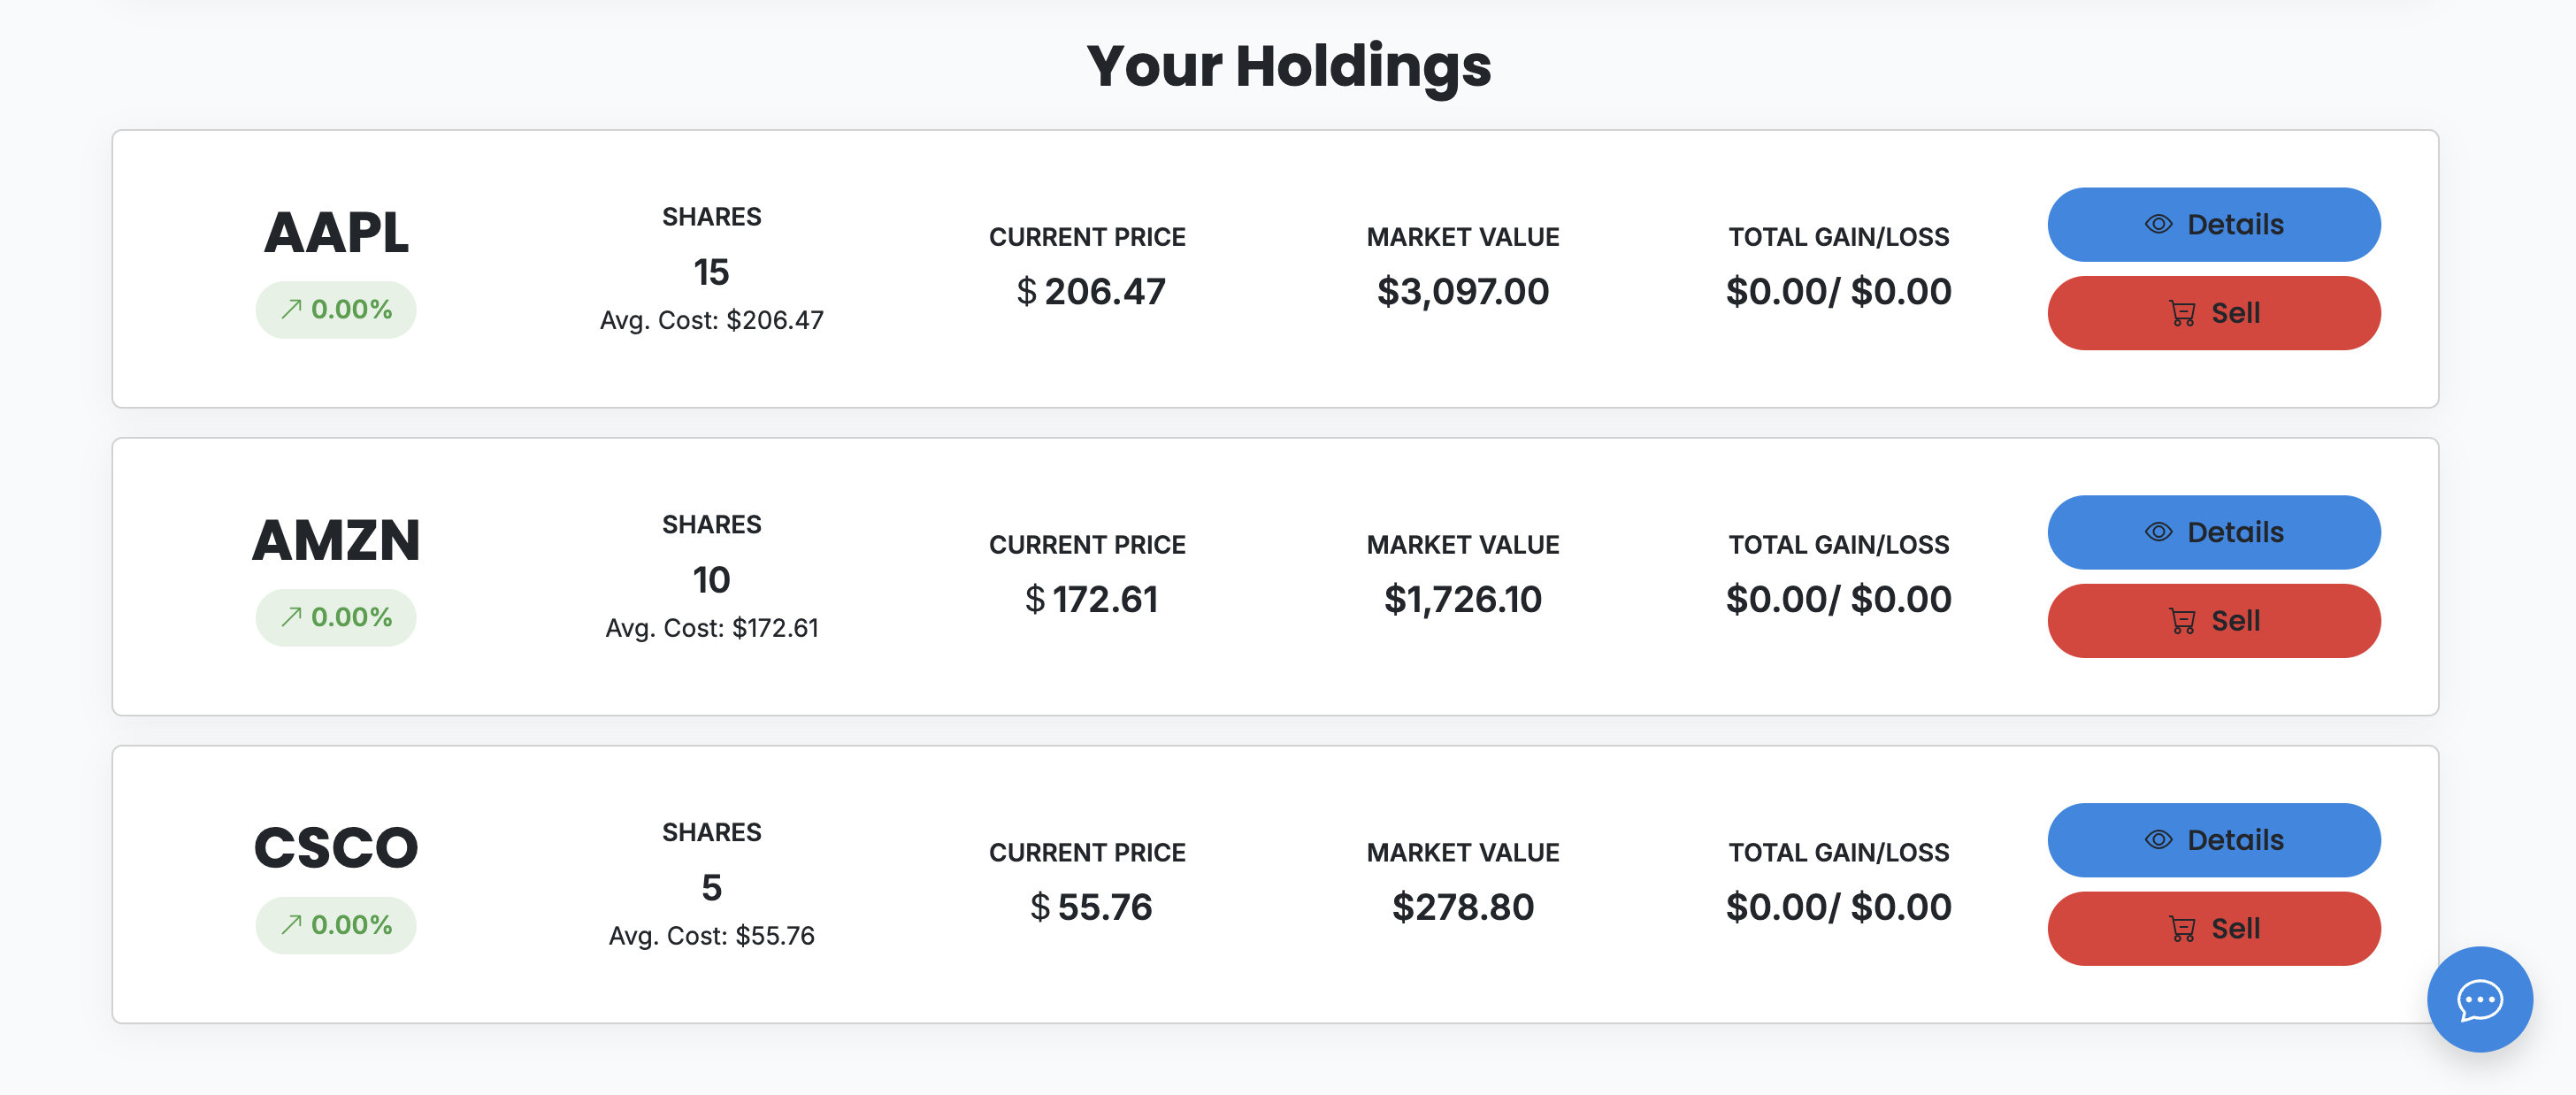 Your Holdings
AAPL
0.00%
SHARES
15
Avg. Cost: $206.47
CURRENT PRICE
$ 206.47
MARKET VALUE
$3,097.00
TOTAL GAIN/LOSS
$0.00/ $0.00
Details
Sell
AMZN
0.00%
SHARES
10
Avg. Cost: $172.61
CURRENT PRICE
$ 172.61
MARKET VALUE
$1,726.10
TOTAL GAIN/LOSS
$0.00/ $0.00
Details
Sell
CSCO
0.00%
SHARES
5
Avg. Cost: $55.76
CURRENT PRICE
$ 55.76
MARKET VALUE
$278.80
TOTAL GAIN/LOSS
$0.00/ $0.00
Details
Sell